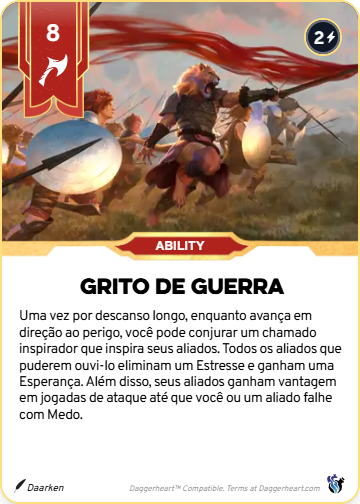 8
2
ABILITY
GRITO DE GUERRA
Uma vez por descanso longo, enquanto avança em
direção ao perigo, você pode conjurar um chamado
inspirador que inspira seus aliados. Todos os aliados que
puderem ouvi-lo eliminam um Estresse e ganham uma
Esperança. Além disso, seus aliados ganham vantagem
em jogadas de ataque até que você ou um aliado falhe
com Medo.
Daarken
Daggerheart™ Compatible. Terms at Daggerheart.com